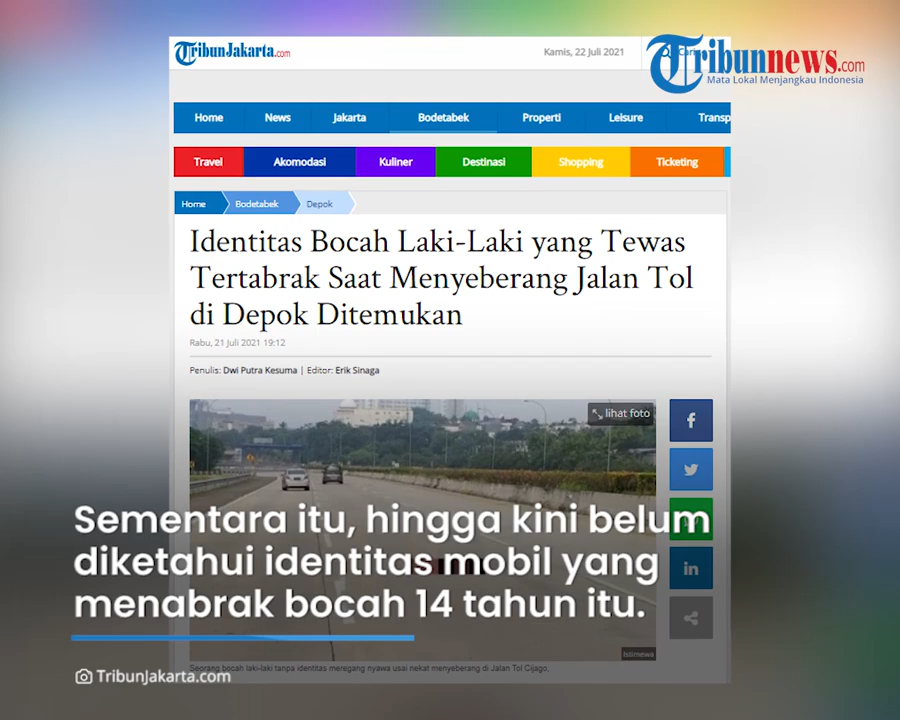 TribunJakarta.com
Kamis, 22 Juli 2021
Tribunnews.com
Mata Lokal Menjangkau Indonesia
Home News Jakarta Bodetabek Properti Leisure Transp
Travel Akomodasi Kuliner Destinasi Shopping Ticketing
Home Bodetabek Depok
Identitas Bocah Laki-Laki yang Tewas
Tertabrak Saat Menyeberang Jalan Tol
di Depok Ditemukan
Rabu, 21 Juli 2021 19:12
Penulis: Dwi Putra Kesuma | Editor: Erik Sinaga
lihat foto
Sementara itu, hingga kini belum
diketahui identitas mobil yang
menabrak bocah 14 tahun itu.
Istimewa
Seorang bocah laki-laki tanpa identitas meregang nyawa usai nekat menyeberang di Jalan Tol Cijago,
TribunJakarta.com